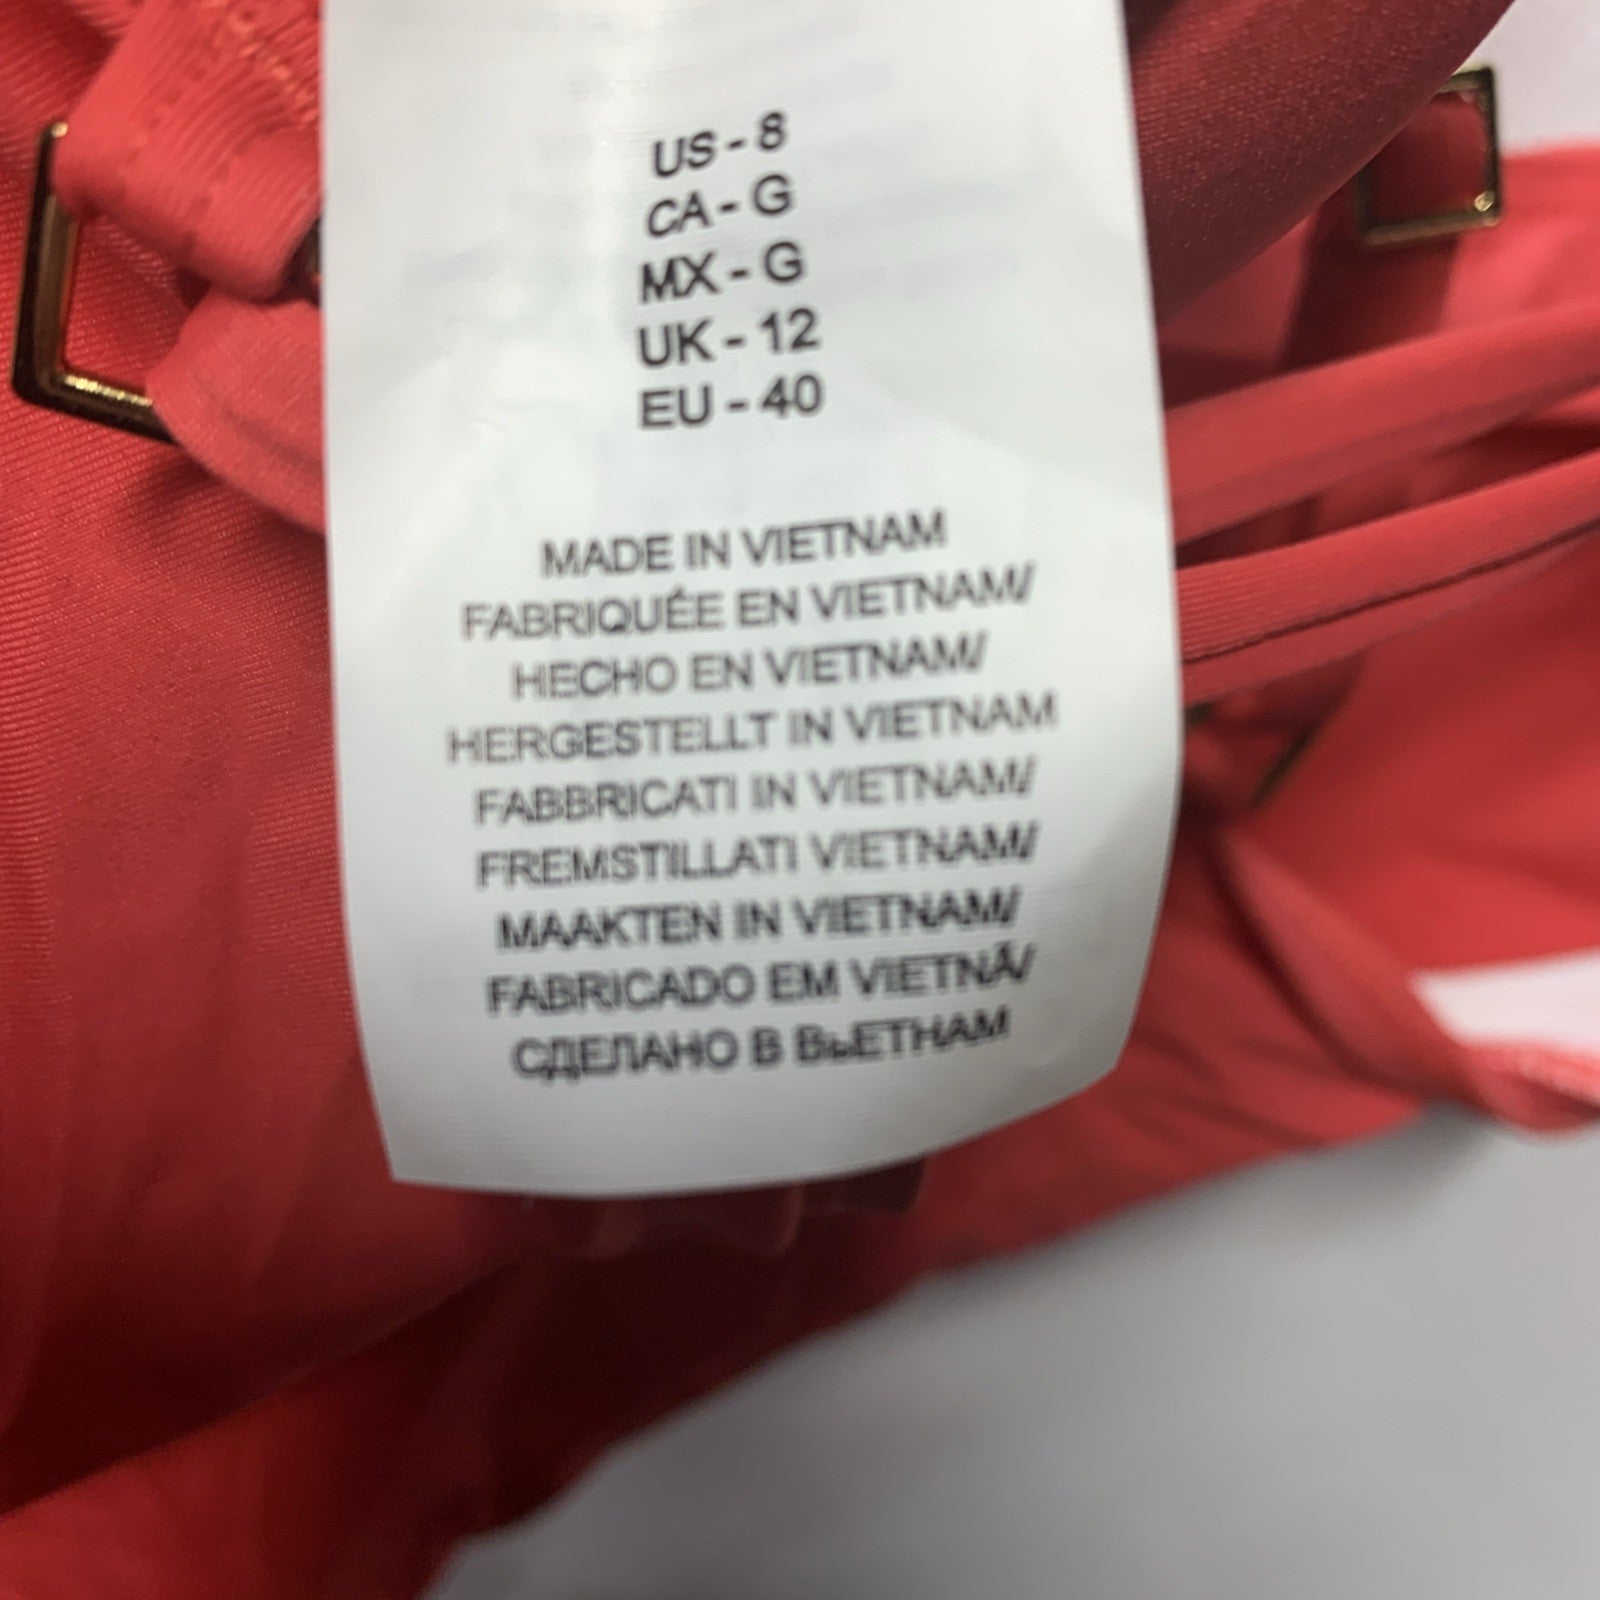 US - 8
CA - G
MX - G
UK - 12
EU - 40
MADE IN VIETNAM
FABRIQUÉE EN VIETNAM/
HECHO EN VIETNAM/
HERGESTELLT IN VIETNAM
FABBRICATI IN VIETNAM/
FREMSTILLATI VIETNAM/
MAAKTEN IN VIETNAM/
FABRICADO EM VIETNÃ/
СДЕЛАНО В ВьЕТНАМ